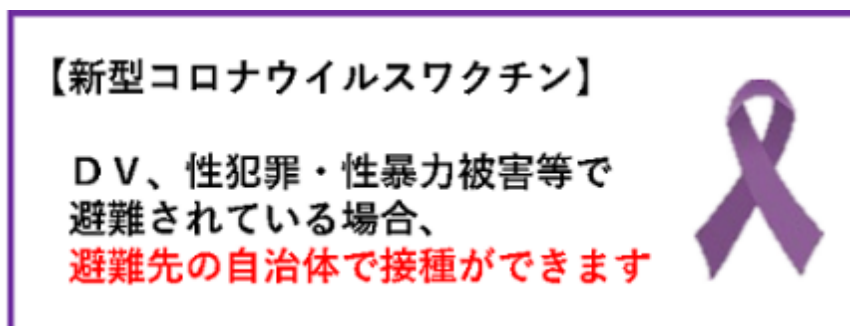 【新型コロナウイルスワクチン】
ＤＶ、性犯罪・性暴力被害等で
避難されている場合、
避難先の自治体で接種ができます